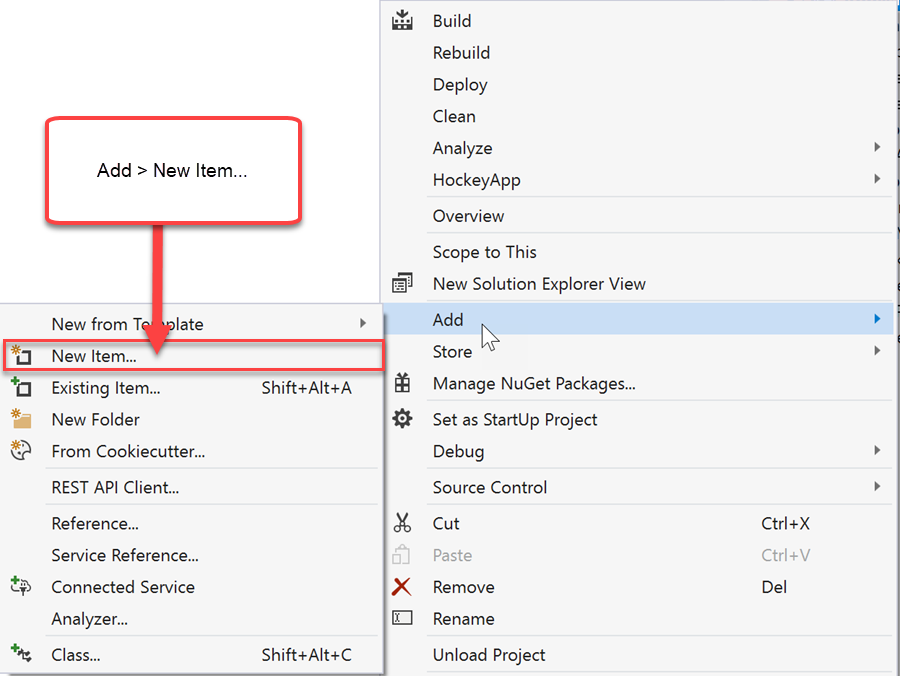 Add > New Item...
Build
Rebuild
Deploy
Clean
Analyze
HockeyApp
Overview
Scope to This
New Solution Explorer View
Add
Store
Manage NuGet Packages...
Set as StartUp Project
Debug
Source Control
Cut Ctrl+X
Paste Ctrl+V
Remove Del
Rename
Unload Project
New from Template
New Item...
Existing Item... Shift+Alt+A
New Folder
From Cookiecutter...
REST API Client...
Reference...
Service Reference...
Connected Service
Analyzer...
Class... Shift+Alt+C